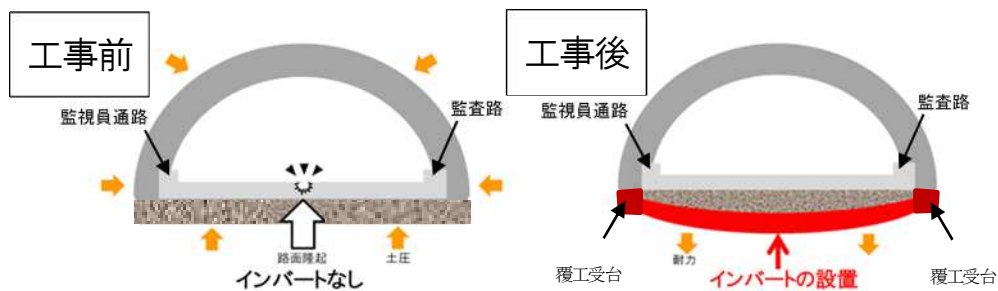 工事前
監視員通路
監査路
路面隆起
土圧
インバートなし
工事後
監視員通路
監査路
耐力
覆工受台
インバートの設置
覆工受台